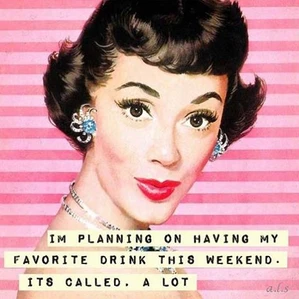 IM PLANNING ON HAVING MY
FAVORITE DRINK THIS WEEKEND.
ITS CALLED. A LOT
a.l.s